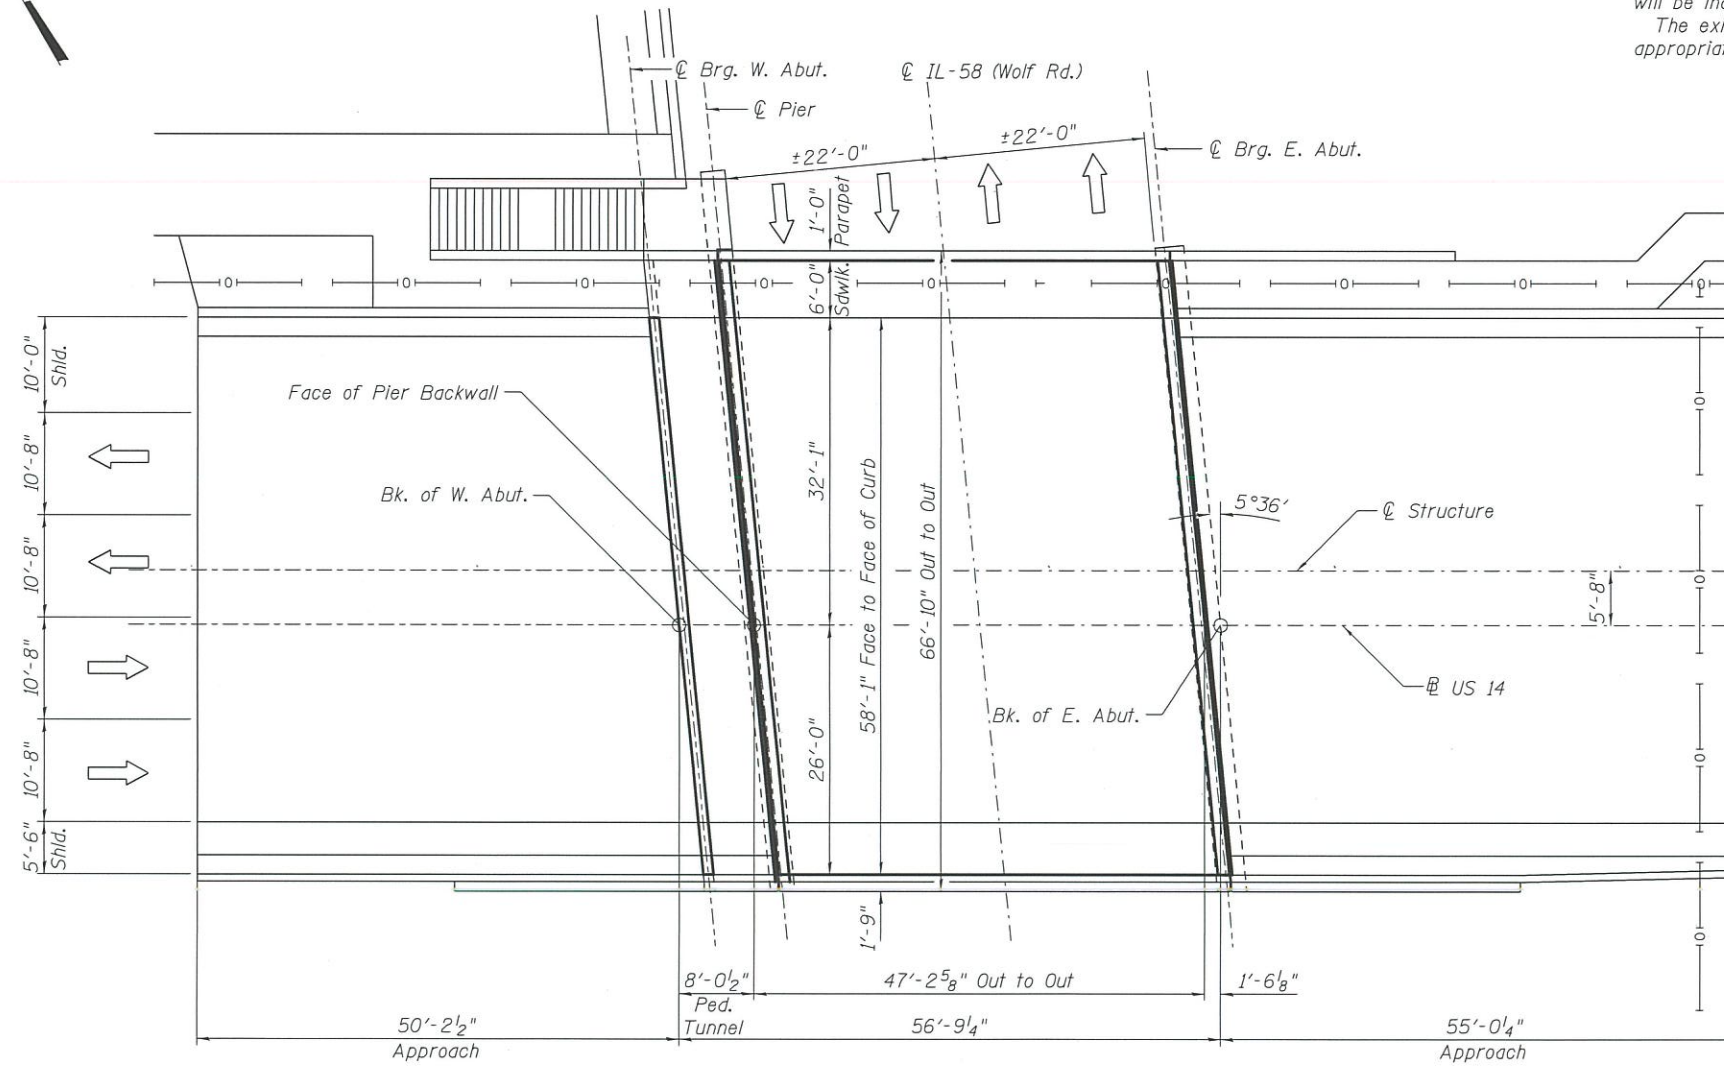 will be inc
The exi
appropriat
℄ Brg. W. Abut.
℄ IL-58 (Wolf Rd.)
℄ Pier
±22'-0"
±22'-0"
℄ Brg. E. Abut.
1'-0"
Parapet
6'-0"
Sdwlk.
10'-0"
Shld.
10'-8"
10'-8"
10'-8"
10'-8"
5'-6"
Shld.
Face of Pier Backwall
Bk. of W. Abut.
32'-1"
26'-0"
58'-1" Face to Face of Curb
66'-10" Out to Out
5°36'
℄ Structure
5'-8"
℄ US 14
Bk. of E. Abut.
1'-9"
8'-0½"
Ped.
Tunnel
47'-2⅝" Out to Out
1'-6⅛"
50'-2½"
Approach
56'-9¼"
55'-0¼"
Approach